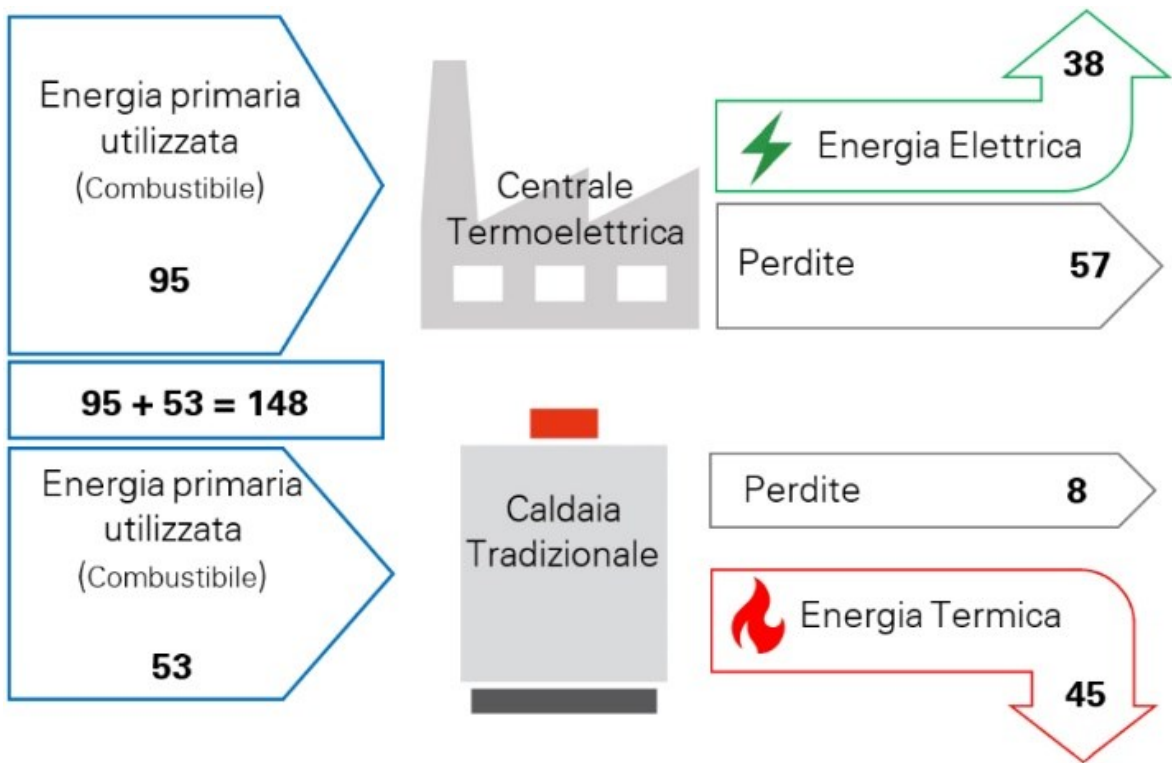 Energia primaria
utilizzata
(Combustibile)
95
Centrale
Termoelettrica
38
Energia Elettrica
Perdite 57
95 + 53 = 148
Energia primaria
utilizzata
(Combustibile)
53
Caldaia
Tradizionale
Perdite 8
Energia Termica
45